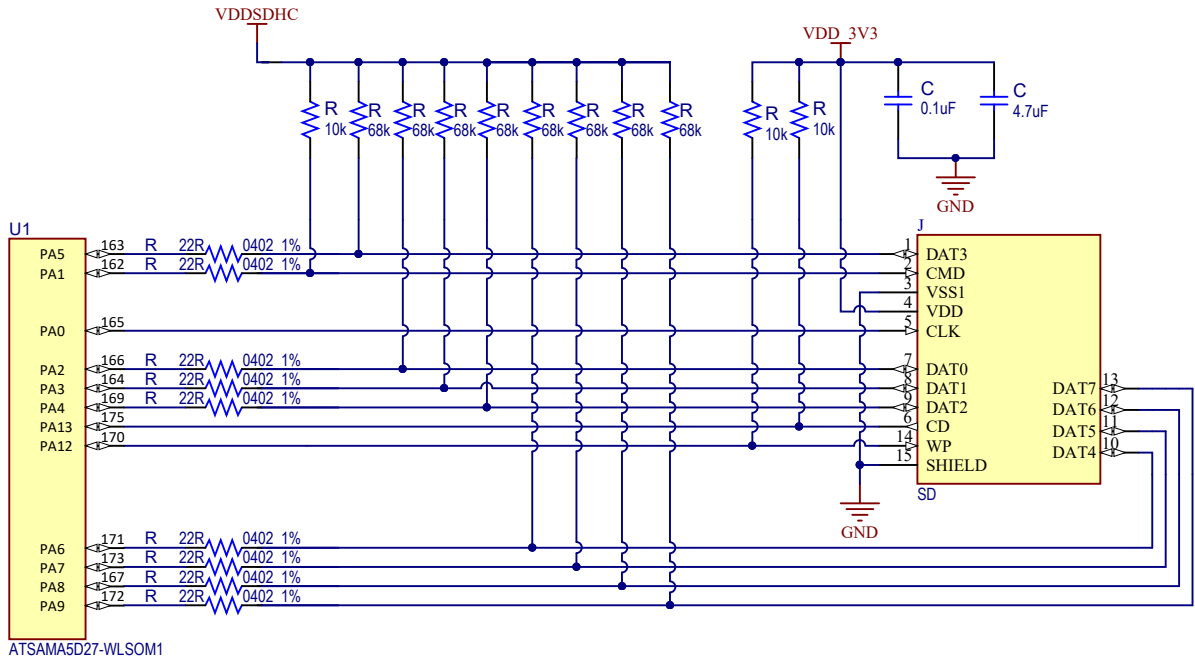 VDDSDHC
VDD_3V3
R 10k
R 68k
R 68k
R 68k
R 68k
R 68k
R 68k
R 68k
R 68k
R 10k
R 10k
C 0.1uF
C 4.7uF
GND
U1
PA5 163 R 22R 0402 1%
PA1 162 R 22R 0402 1%
PA0 165
PA2 166 R 22R 0402 1%
PA3 164 R 22R 0402 1%
PA4 169 R 22R 0402 1%
PA13 175
PA12 170
PA6 171 R 22R 0402 1%
PA7 173 R 22R 0402 1%
PA8 167 R 22R 0402 1%
PA9 172 R 22R 0402 1%
ATSAMA5D27-WLSOM1
J
1 DAT3
2 CMD
3 VSS1
4 VDD
5 CLK
7 DAT0
8 DAT1
9 DAT2
6 CD
14 WP
15 SHIELD
DAT7 13
DAT6 12
DAT5 11
DAT4 10
SD
GND